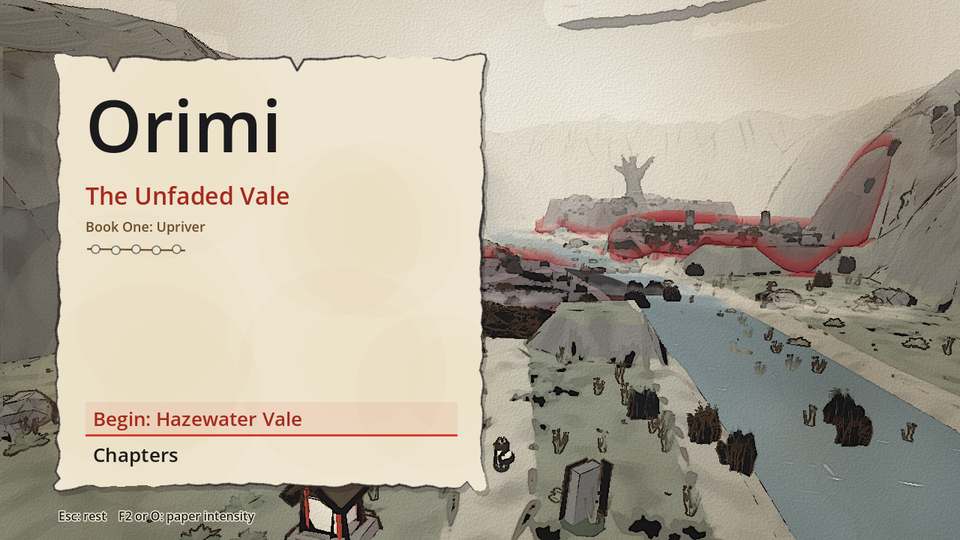 Orimi
The Unfaded Vale
Book One: Upriver
Begin: Hazewater Vale
Chapters
Esc: rest F2 or O: paper intensity